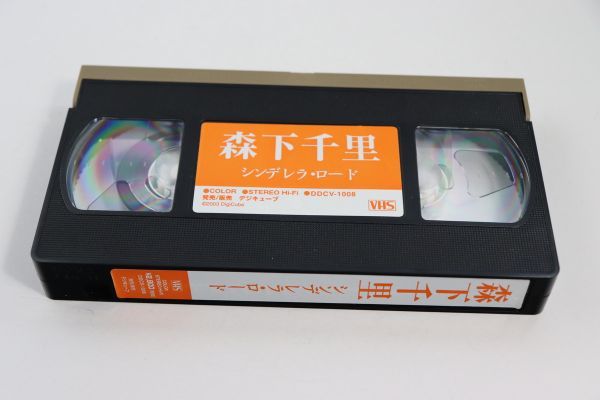 森下千里
シンデレラ・ロード
●COLOR ●STEREO Hi-Fi ●DDCV-1008
発売/販売 デジキューブ
©2003 DigiCube
VHS
森下千里
シンデレラ・ロード
VHS